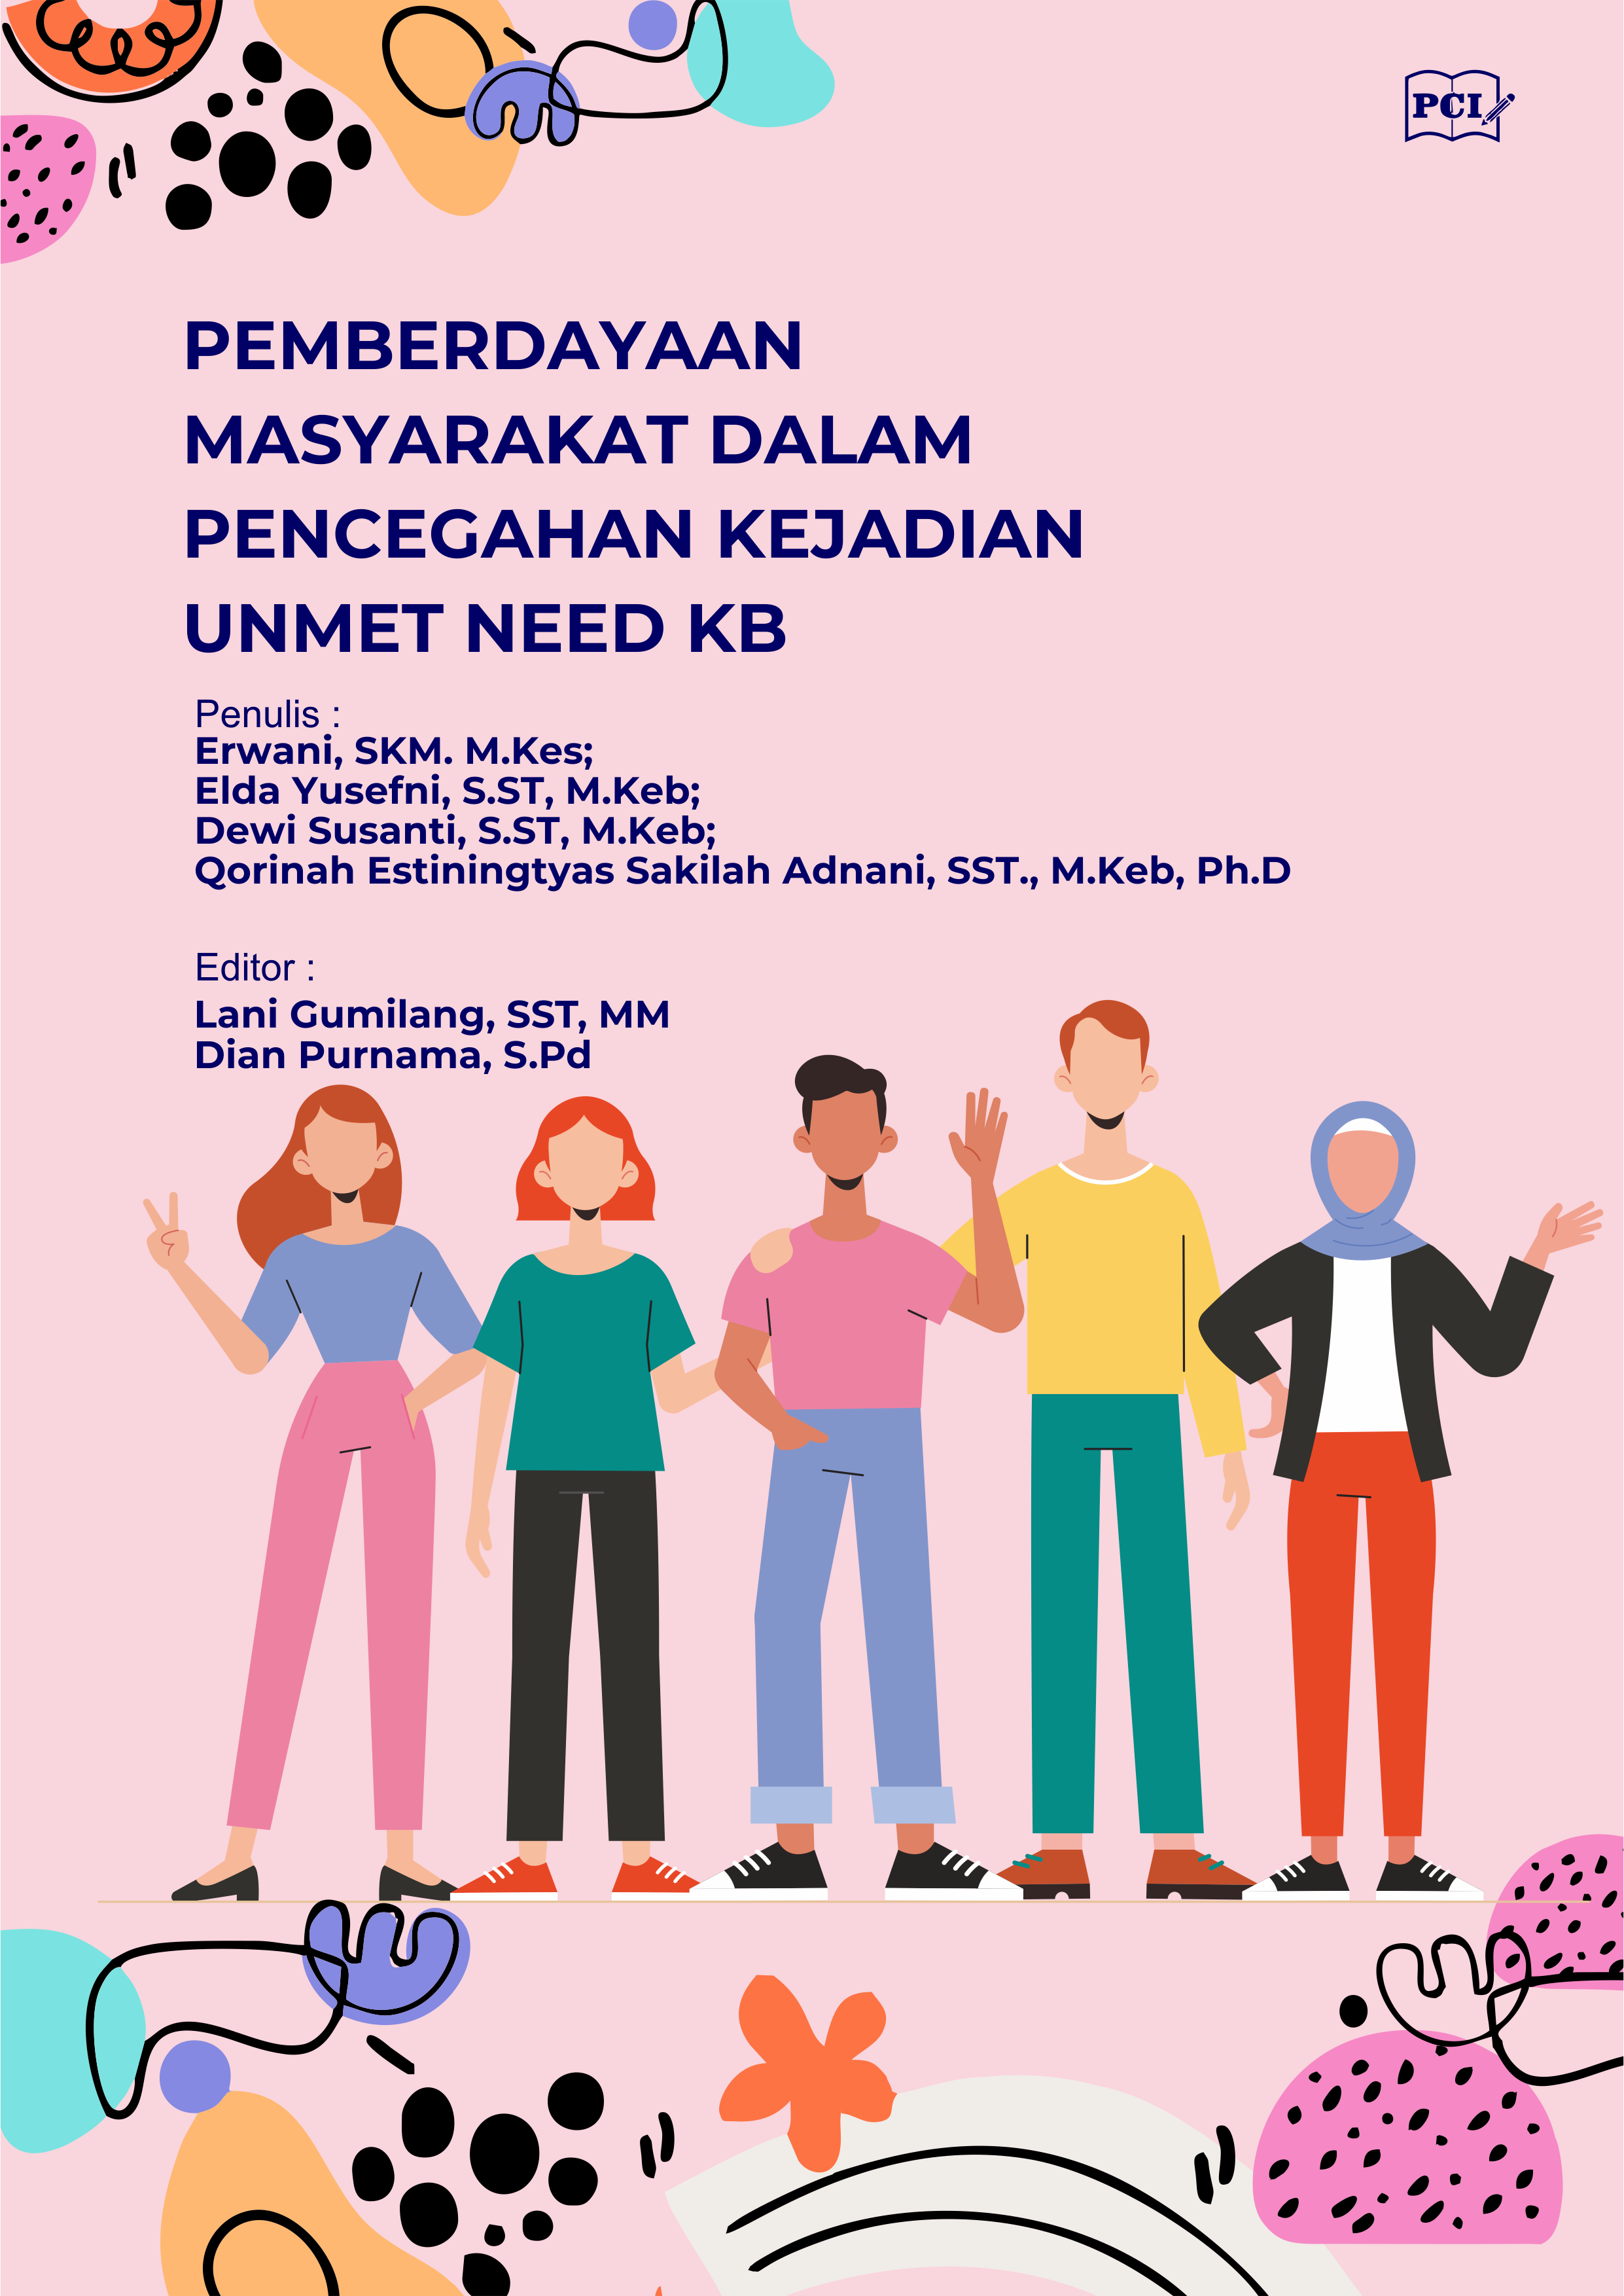 PCI
PEMBERDAYAAN
MASYARAKAT DALAM
PENCEGAHAN KEJADIAN
UNMET NEED KB
Penulis :
Erwani, SKM. M.Kes;
Elda Yusefni, S.ST, M.Keb;
Dewi Susanti, S.ST, M.Keb;
Qorinah Estiningtyas Sakilah Adnani, SST., M.Keb, Ph.D
Editor :
Lani Gumilang, SST, MM
Dian Purnama, S.Pd